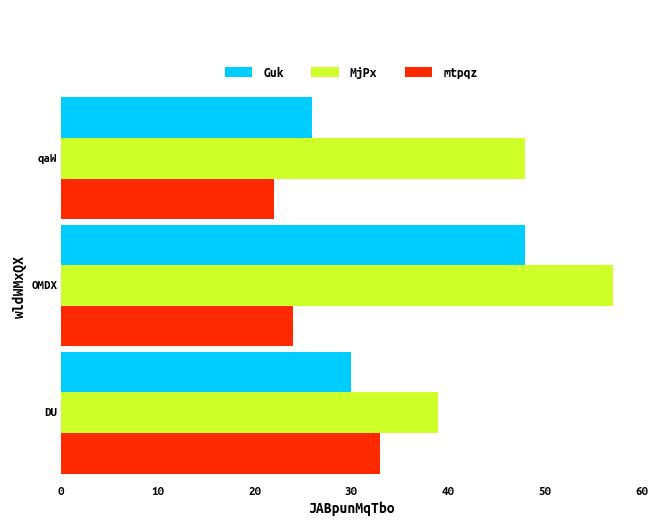 Guk MjPx mtpqz
qaW
OMDX
DU
wldWMxQX
0 10 20 30 40 50 60
JABpunMqTbo